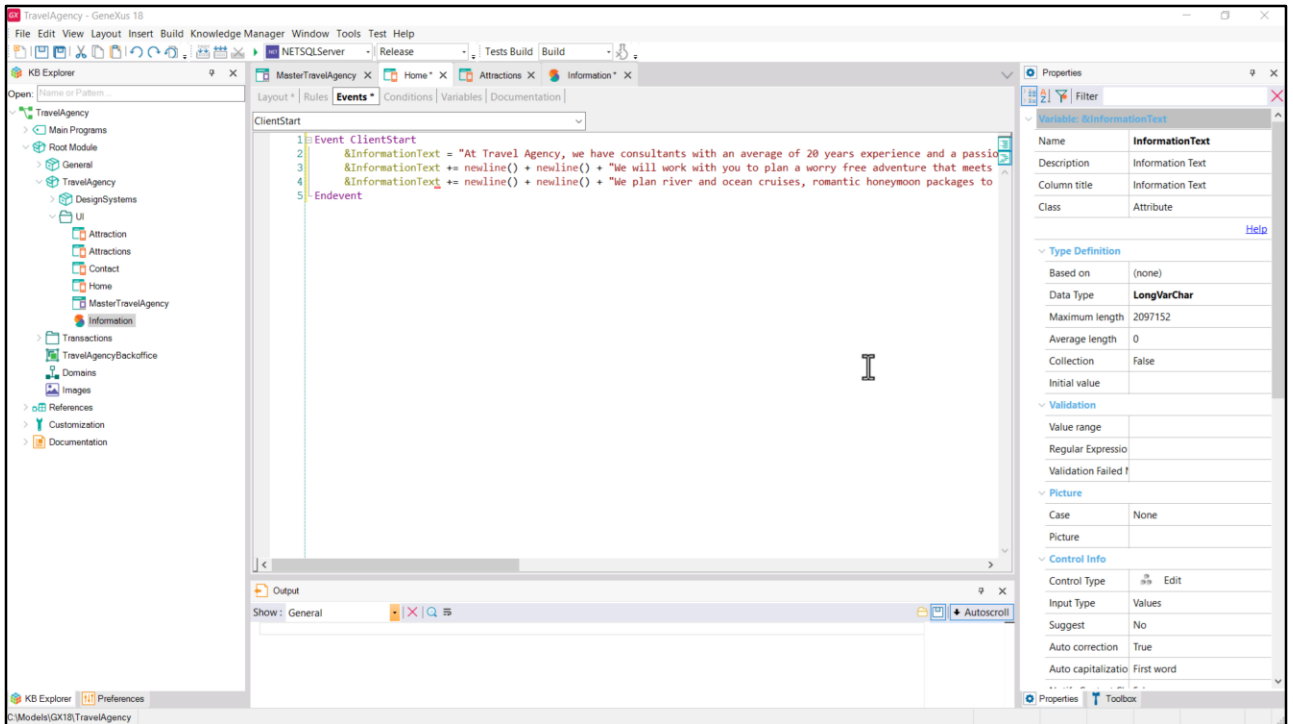 GX TravelAgency - GeneXus 18
File Edit View Layout Insert Build Knowledge Manager Window Tools Test Help
NETSQLServer Release Tests Build Build
KB Explorer
Open: Name or Pattern ...
TravelAgency
Main Programs
Root Module
General
TravelAgency
DesignSystems
UI
Attraction
Attractions
Contact
Home
MasterTravelAgency
Information
Transactions
TravelAgencyBackoffice
Domains
Images
References
Customization
Documentation
KB Explorer Preferences
MasterTravelAgency Home* Attractions Information*
Layout * Rules Events * Conditions Variables Documentation
ClientStart
1 Event ClientStart
2 &InformationText = "At Travel Agency, we have consultants with an average of 20 years experience and a passio
3 &InformationText += newline() + newline() + "We will work with you to plan a worry free adventure that meets
4 &InformationText += newline() + newline() + "We plan river and ocean cruises, romantic honeymoon packages to
5 Endevent
Output
Show: General Autoscroll
Properties
Filter
Variable: &InformationText
Name InformationText
Description Information Text
Column title Information Text
Class Attribute
Help
Type Definition
Based on (none)
Data Type LongVarChar
Maximum length 2097152
Average length 0
Collection False
Initial value
Validation
Value range
Regular Expressio
Validation Failed
Picture
Case None
Picture
Control Info
Control Type Edit
Input Type Values
Suggest No
Auto correction True
Auto capitalizatio First word
Properties Toolbox
C:\Models\GX18\TravelAgency